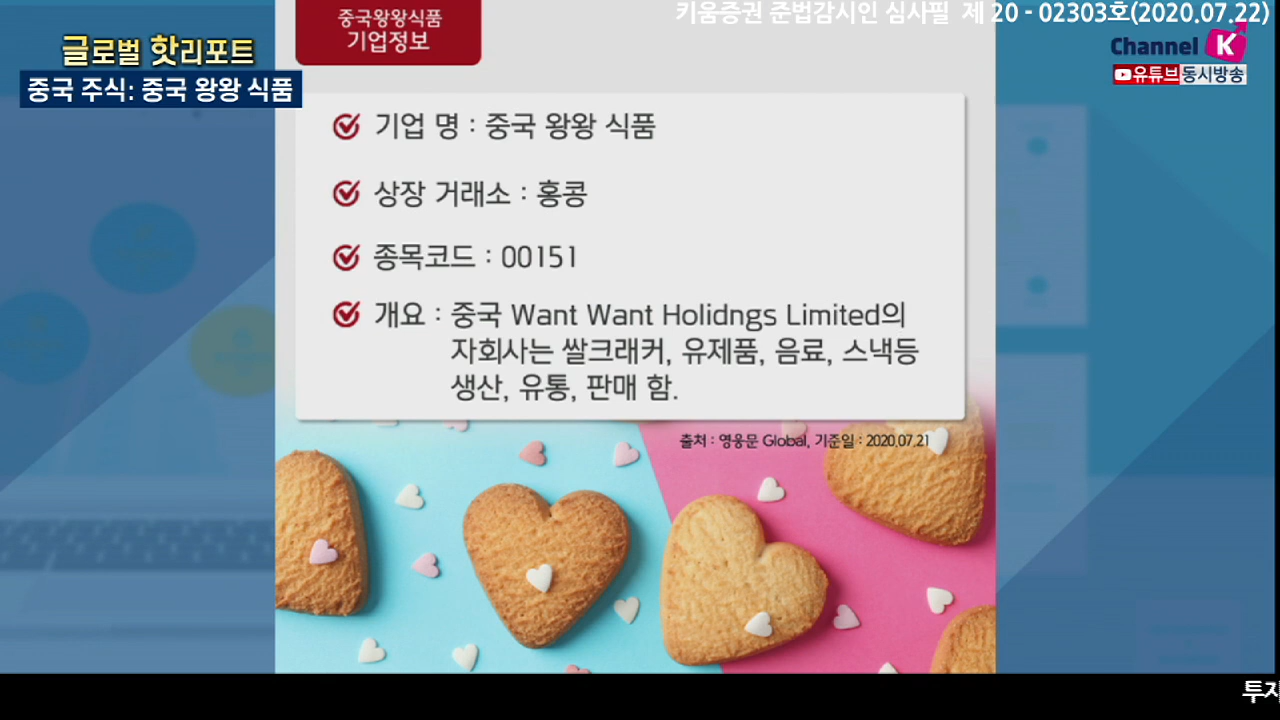 키움증권 준법감시인 심사필 제 20 - 02303호(2020.07.22)
글로벌 핫리포트
중국 주식: 중국 왕왕 식품
Channel K
유튜브동시방송
중국왕왕식품
기업정보
기업 명 : 중국 왕왕 식품
상장 거래소 : 홍콩
종목코드 : 00151
개요 : 중국 Want Want Holidngs Limited의
자회사는 쌀크래커, 유제품, 음료, 스낵등
생산, 유통, 판매 함.
출처 : 영웅문 Global, 기준일 : 2020.07.21
투자